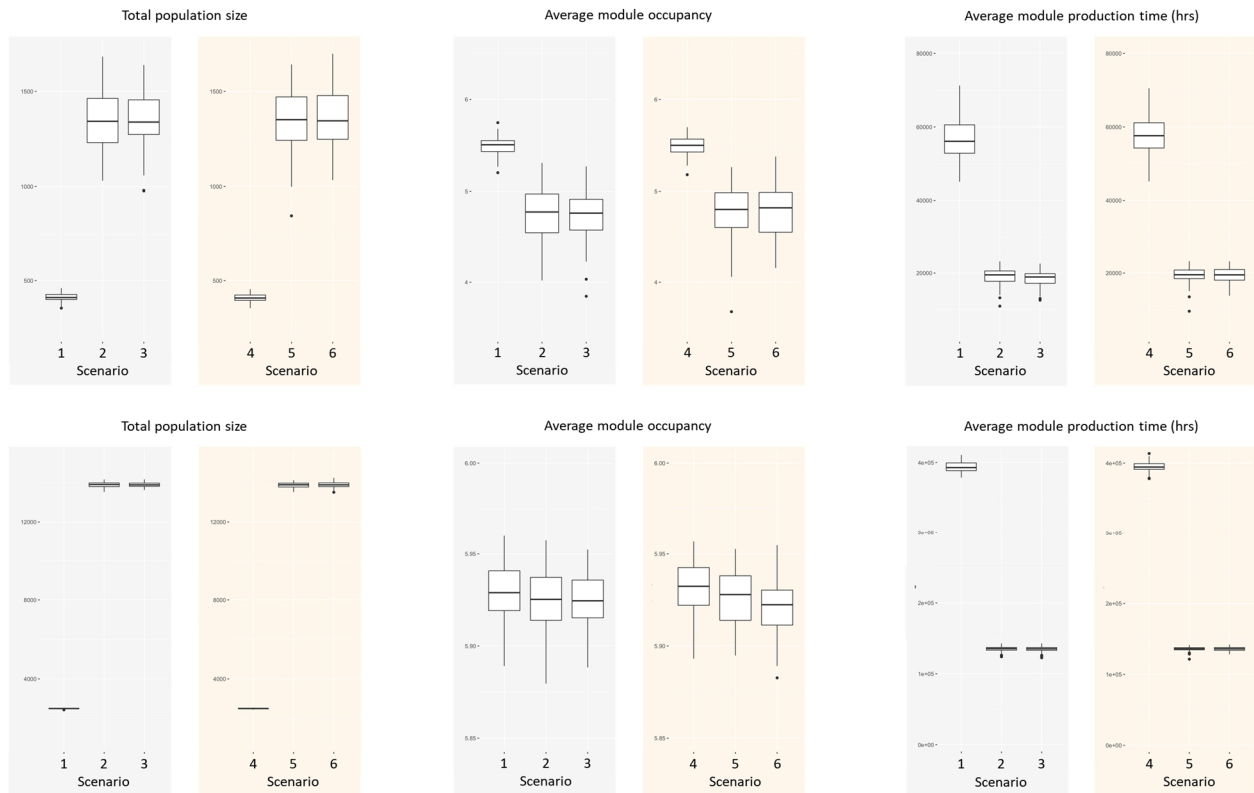 Total population size
Average module occupancy
Average module production time (hrs)
1500
1000
500
1500
1000
500
6
5
4
6
5
4
80000
60000
40000
20000
80000
60000
40000
20000
1 2 3
4 5 6
1 2 3
4 5 6
1 2 3
4 5 6
Scenario
Scenario
Scenario
Scenario
Scenario
Scenario
Total population size
Average module occupancy
Average module production time (hrs)
12000
8000
4000
12000
8000
4000
6.00
5.95
5.90
5.85
6.00
5.95
5.90
5.85
4e+05
3e+05
2e+05
1e+05
0e+00
4e+05
3e+05
2e+05
1e+05
0e+00
1 2 3
4 5 6
1 2 3
4 5 6
1 2 3
4 5 6
Scenario
Scenario
Scenario
Scenario
Scenario
Scenario